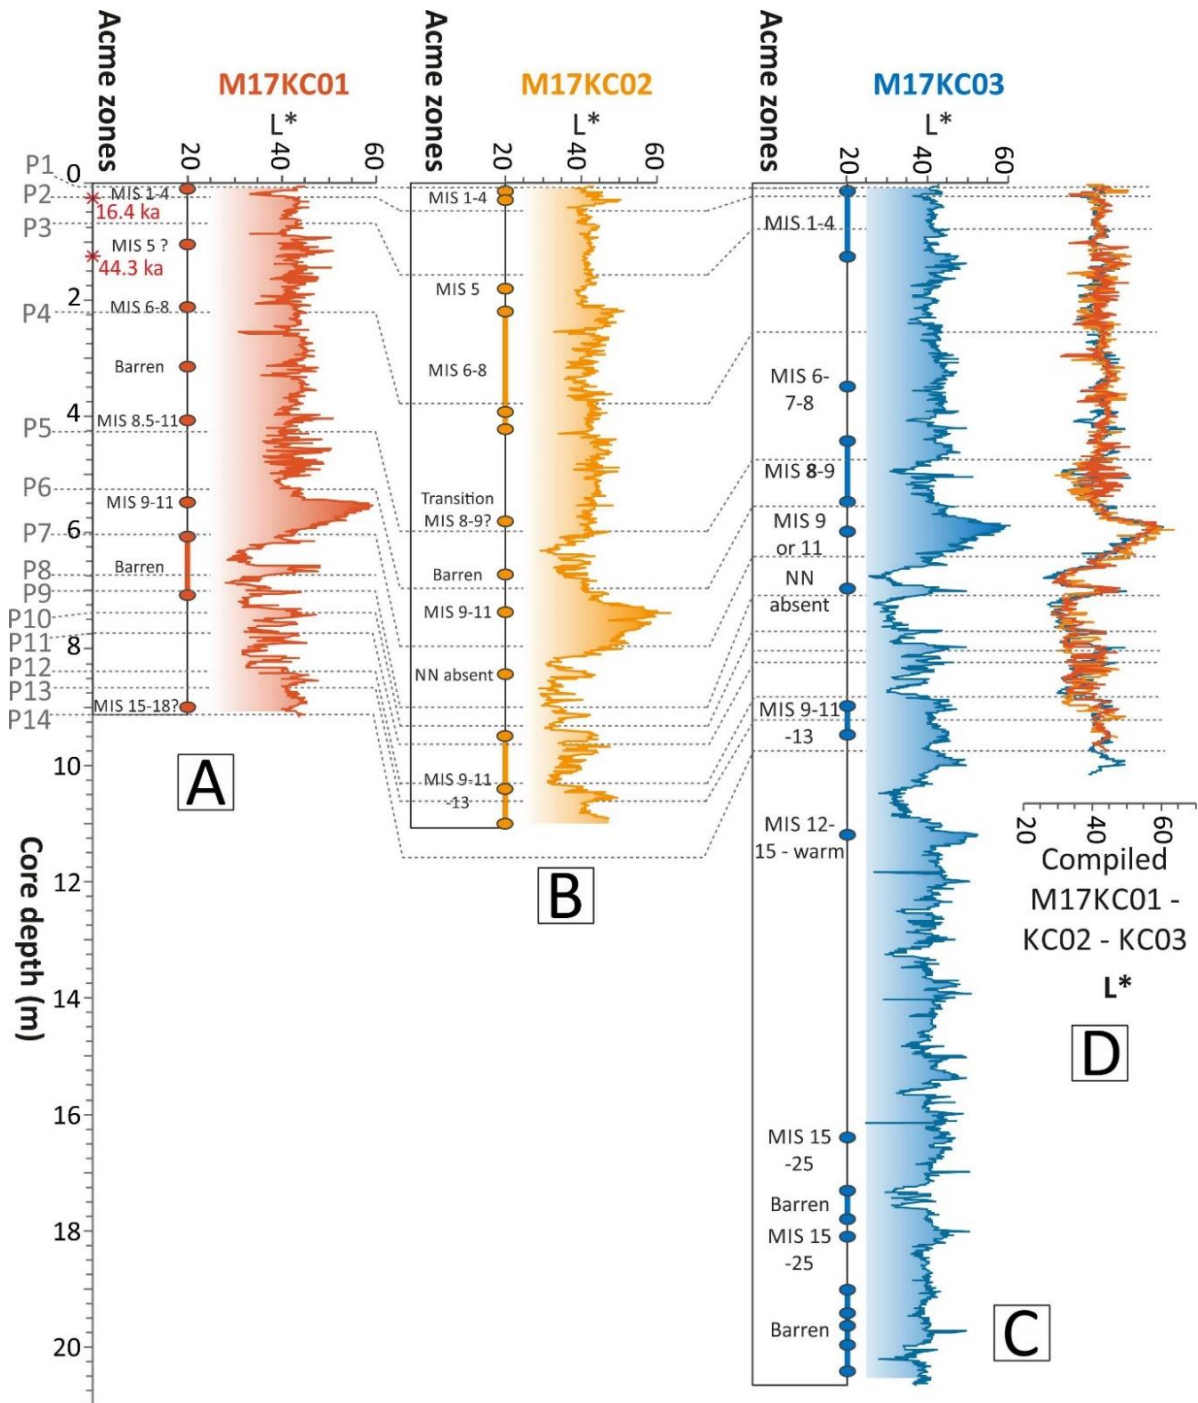 Acme zones
Acme zones
Acme zones
M17KC01
M17KC02
M17KC03
L*
L*
L*
20
40
60
20
40
60
20
40
60
P1
P2
P3
P4
P5
P6
P7
P8
P9
P10
P11
P12
P13
P14
0
2
4
6
8
10
12
14
16
18
20
Core depth (m)
MIS 1-4
16.4 ka
MIS 5 ?
44.3 ka
MIS 6-8
Barren
MIS 8.5-11
MIS 9-11
Barren
MIS 15-18?
A
MIS 1-4
MIS 5
MIS 6-8
Transition
MIS 8-9?
Barren
MIS 9-11
NN absent
MIS 9-11
-13
B
MIS 1-4
MIS 6-
7-8
MIS 8-9
MIS 9
or 11
NN
absent
MIS 9-11
-13
MIS 12-
15 - warm
MIS 15
-25
Barren
MIS 15
-25
Barren
C
20
40
60
Compiled
M17KC01 -
KC02 - KC03
L*
D